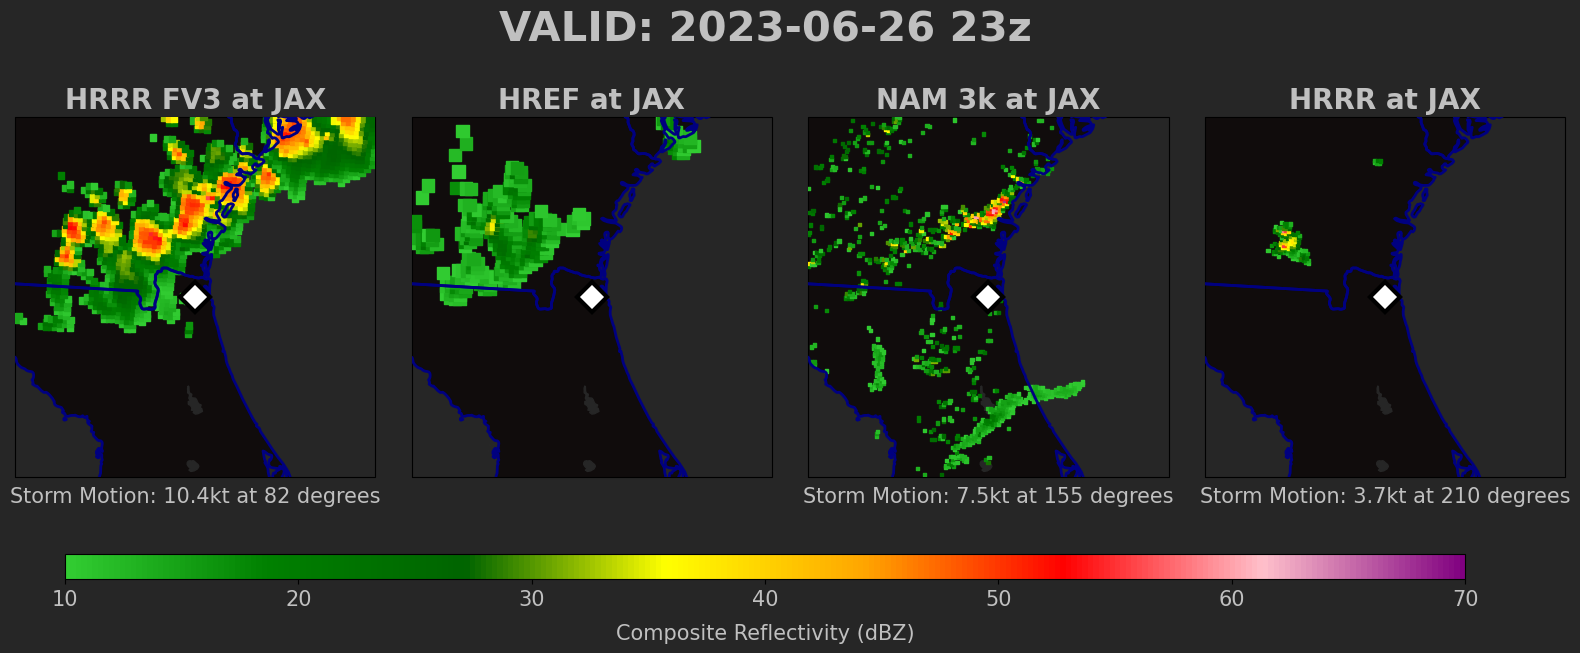 VALID: 2023-06-26 23z
HRRR FV3 at JAX
HREF at JAX
NAM 3k at JAX
HRRR at JAX
Storm Motion: 10.4kt at 82 degrees
Storm Motion: 7.5kt at 155 degrees
Storm Motion: 3.7kt at 210 degrees
10 20 30 40 50 60 70
Composite Reflectivity (dBZ)